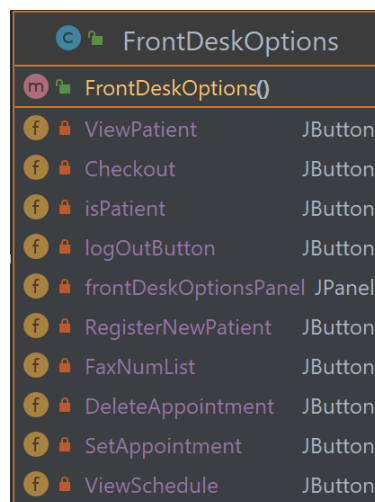 C FrontDeskOptions
m FrontDeskOptions()
f ViewPatient JButton
f Checkout JButton
f isPatient JButton
f logOutButton JButton
f frontDeskOptionsPanel JPanel
f RegisterNewPatient JButton
f FaxNumList JButton
f DeleteAppointment JButton
f SetAppointment JButton
f ViewSchedule JButton